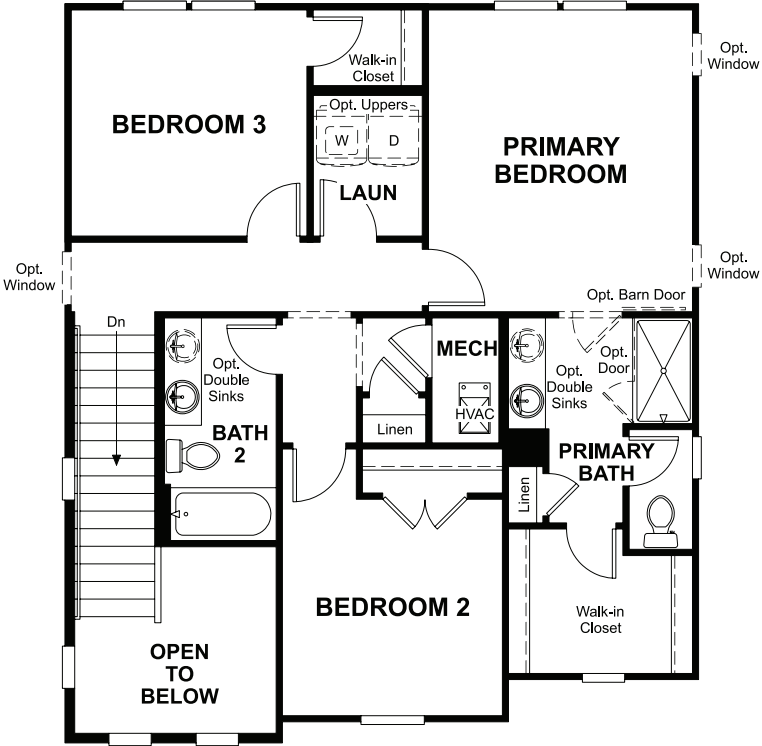 Walk-in
Closet
Opt.
Window
Opt. Uppers
BEDROOM 3
W
D
PRIMARY
BEDROOM
LAUN
Opt.
Window
Opt.
Window
Opt. Barn Door
Dn
Opt.
Double
Sinks
MECH
Opt.
Door
Opt.
Double
Sinks
HVAC
Linen
BATH
2
PRIMARY
BATH
Linen
BEDROOM 2
Walk-in
Closet
OPEN
TO
BELOW